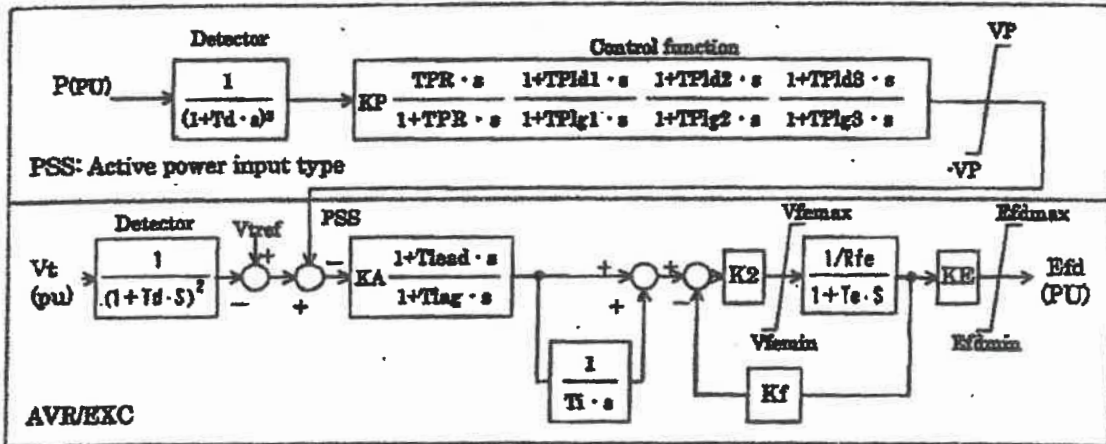 Detector
Control function
VP
P(PU)
1
(1+Td·s)²
KP
TPR·s
1+TPR·s
1+TPld1·s
1+TPlg1·s
1+TPld2·s
1+TPlg2·s
1+TPld3·s
1+TPlg3·s
-VP
PSS: Active power input type
Detector
Vtref
PSS
Vfemax
Efdmax
Vt
(pu)
1
(1+Td·S)²
+
−
+
−
+
KA
1+Tlead·s
1+Tlag·s
+
+
+
−
K2
1/Rfe
1+Te·S
KE
Efd
(PU)
Vfemin
Efdmin
1
Ti·s
Kf
AVR/EXC